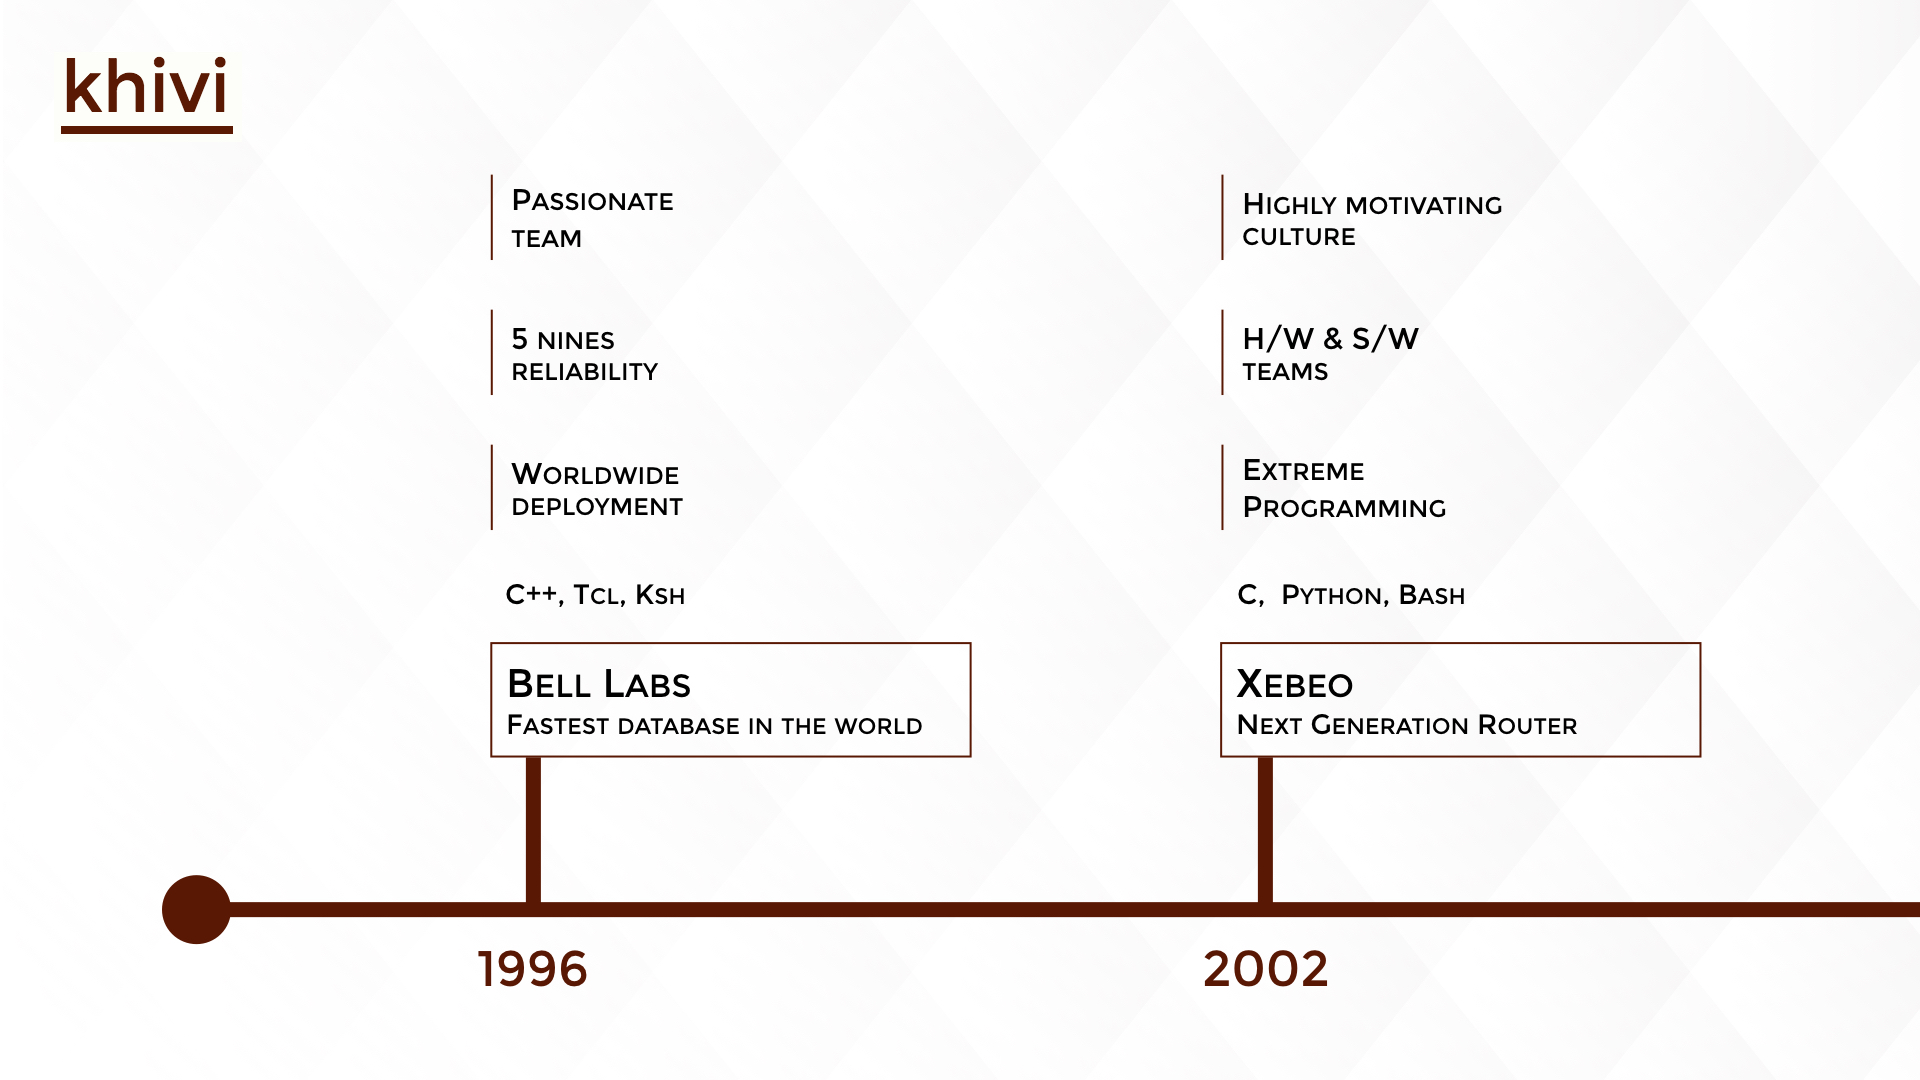 khivi
Passionate
team
5 nines
reliability
Worldwide
deployment
C++, Tcl, Ksh
Bell Labs
Fastest database in the world
1996
Highly motivating
culture
H/W & S/W
teams
Extreme
Programming
C, Python, Bash
Xebeo
Next Generation Router
2002